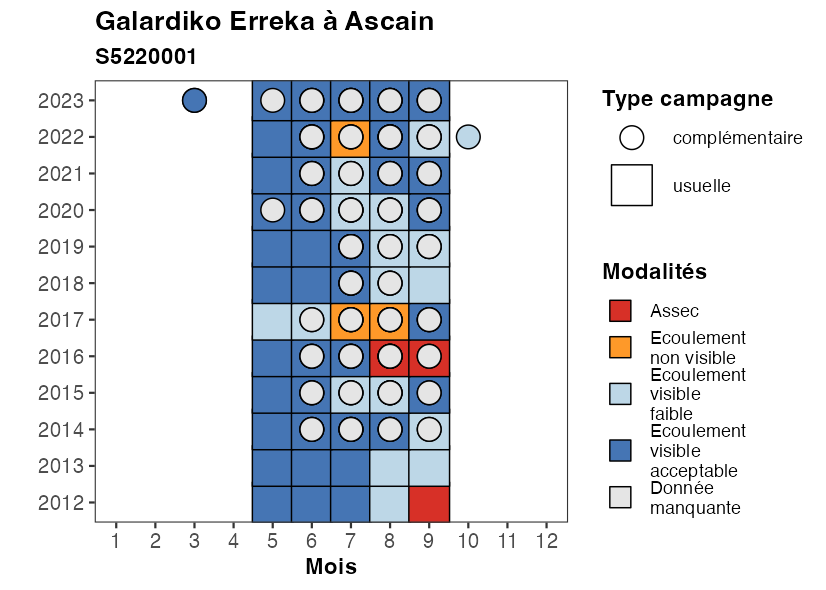 Galardiko Erreka à Ascain
S5220001
2023
2022
2021
2020
2019
2018
2017
2016
2015
2014
2013
2012
1 2 3 4 5 6 7 8 9 10 11 12
Mois
Type campagne
complémentaire
usuelle
Modalités
Assec
Ecoulement
non visible
Ecoulement
visible
faible
Ecoulement
visible
acceptable
Donnée
manquante